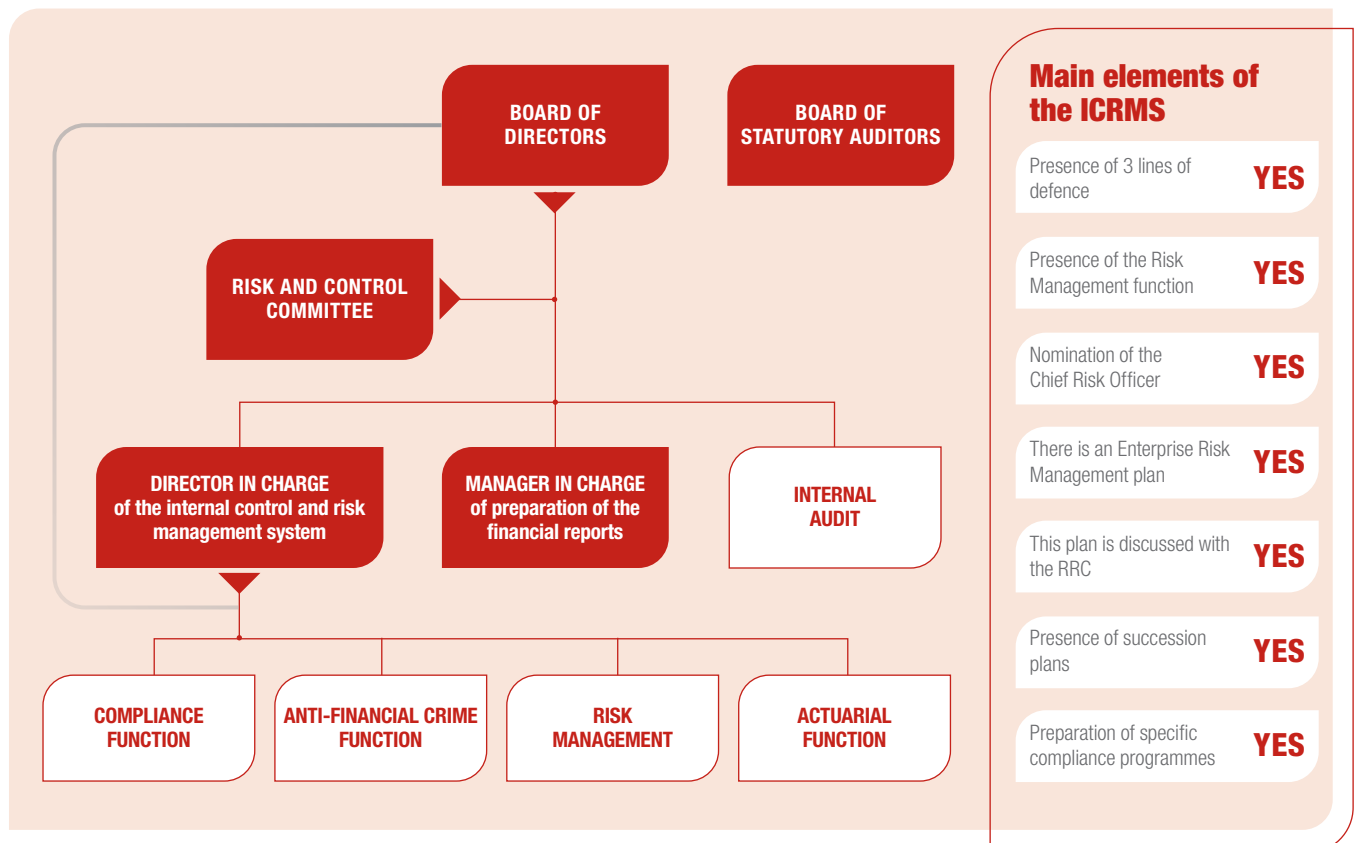 BOARD OF
DIRECTORS
BOARD OF
STATUTORY AUDITORS
RISK AND CONTROL
COMMITTEE
DIRECTOR IN CHARGE
of the internal control and risk
management system
MANAGER IN CHARGE
of preparation of the
financial reports
INTERNAL
AUDIT
COMPLIANCE
FUNCTION
ANTI-FINANCIAL CRIME
FUNCTION
RISK
MANAGEMENT
ACTUARIAL
FUNCTION
Main elements of
the ICRMS
Presence of 3 lines of
defence
YES
Presence of the Risk
Management function
YES
Nomination of the
Chief Risk Officer
YES
There is an Enterprise Risk
Management plan
YES
This plan is discussed with
the RRC
YES
Presence of succession
plans
YES
Preparation of specific
compliance programmes
YES